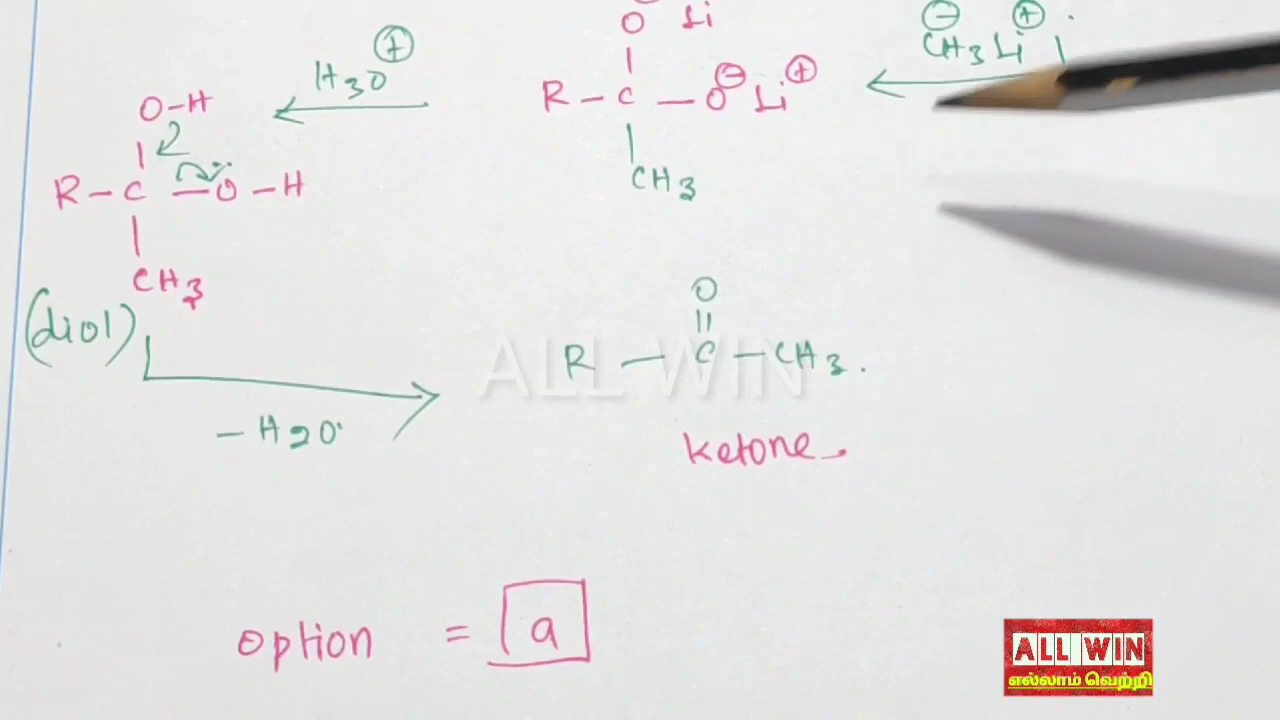 O Li
⊖ ⊕
CH3Li
H3O⊕
R – C – O⊖ Li⊕
CH3
O–H
R – C – O – H
CH3
(diol)
– H2O
O
R – C – CH3.
ketone
option = a
ALL WIN
ALL WIN
எல்லாம் வெற்றி